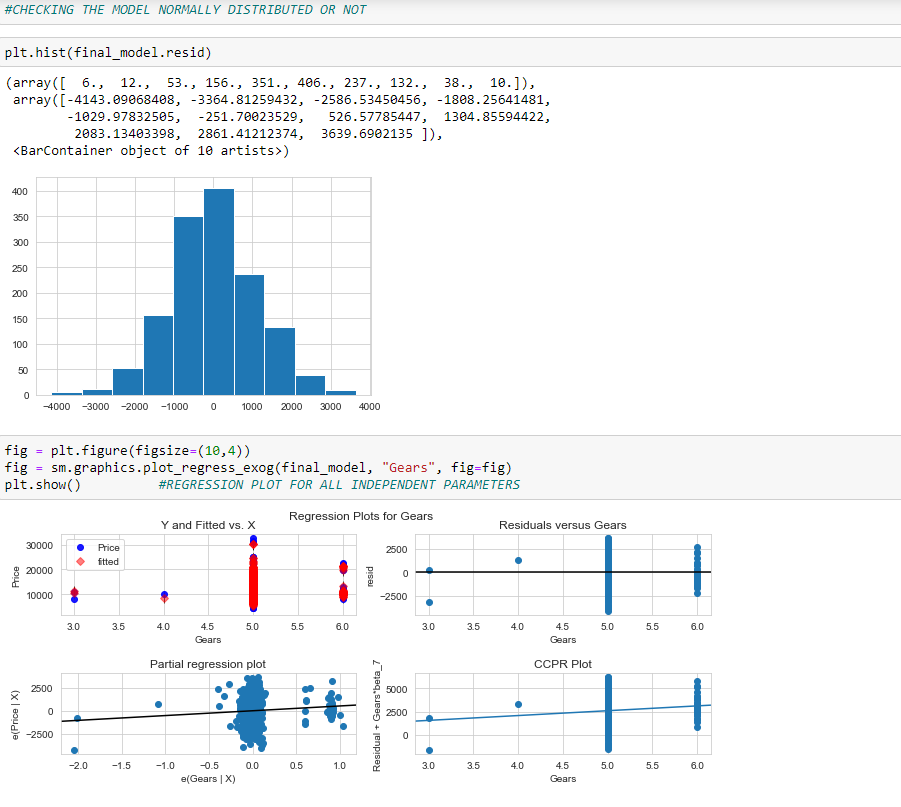 #CHECKING THE MODEL NORMALLY DISTRIBUTED OR NOT
plt.hist(final_model.resid)
(array([  6.,  12.,  53., 156., 351., 406., 237., 132.,  38.,  10.]),
 array([-4143.09068408, -3364.81259432, -2586.53450456, -1808.25641481,
        -1029.97832505,  -251.70023529,   526.57785447,  1304.85594422,
         2083.13403398,  2861.41212374,  3639.6902135 ]),
 <BarContainer object of 10 artists>)
400
350
300
250
200
150
100
50
0
−4000 −3000 −2000 −1000 0 1000 2000 3000 4000
fig = plt.figure(figsize=(10,4))
fig = sm.graphics.plot_regress_exog(final_model, "Gears", fig=fig)
plt.show()          #REGRESSION PLOT FOR ALL INDEPENDENT PARAMETERS
Regression Plots for Gears
Y and Fitted vs. X
Price
fitted
30000
20000
10000
Price
3.0 3.5 4.0 4.5 5.0 5.5 6.0
Gears
Residuals versus Gears
2500
0
−2500
resid
3.0 3.5 4.0 4.5 5.0 5.5 6.0
Gears
Partial regression plot
2500
0
−2500
e(Price | X)
−2.0 −1.5 −1.0 −0.5 0.0 0.5 1.0
e(Gears | X)
CCPR Plot
5000
2500
0
Residual + Gears*beta_7
3.0 3.5 4.0 4.5 5.0 5.5 6.0
Gears